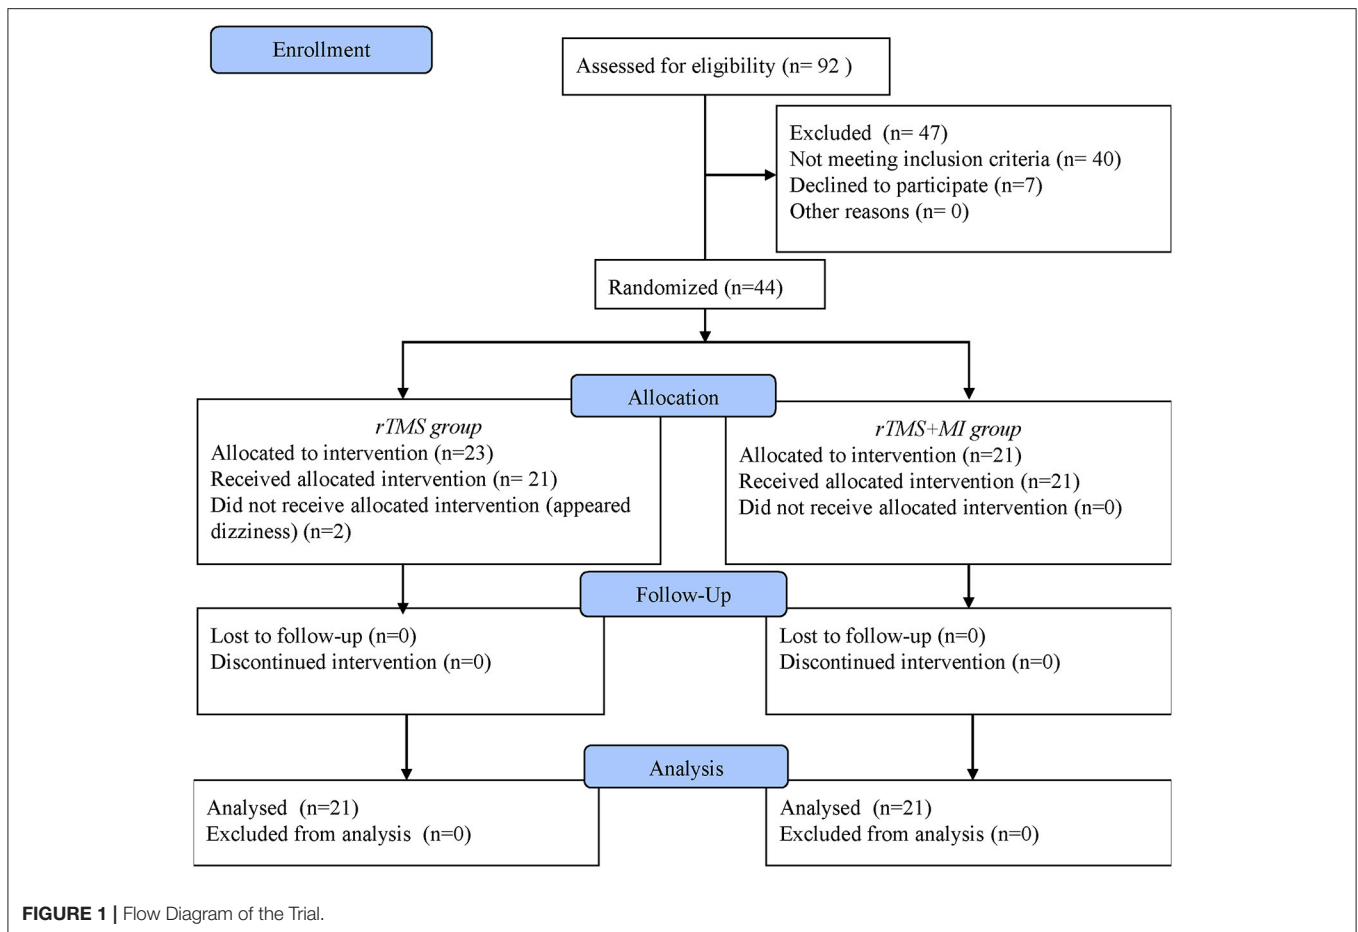 Enrollment
Assessed for eligibility (n= 92 )
Excluded (n= 47)
Not meeting inclusion criteria (n= 40)
Declined to participate (n=7)
Other reasons (n= 0)
Randomized (n=44)
Allocation
rTMS group
Allocated to intervention (n=23)
Received allocated intervention (n= 21)
Did not receive allocated intervention (appeared
dizziness) (n=2)
rTMS+MI group
Allocated to intervention (n=21)
Received allocated intervention (n=21)
Did not receive allocated intervention (n=0)
Follow-Up
Lost to follow-up (n=0)
Discontinued intervention (n=0)
Lost to follow-up (n=0)
Discontinued intervention (n=0)
Analysis
Analysed (n=21)
Excluded from analysis (n=0)
Analysed (n=21)
Excluded from analysis (n=0)
FIGURE 1 | Flow Diagram of the Trial.